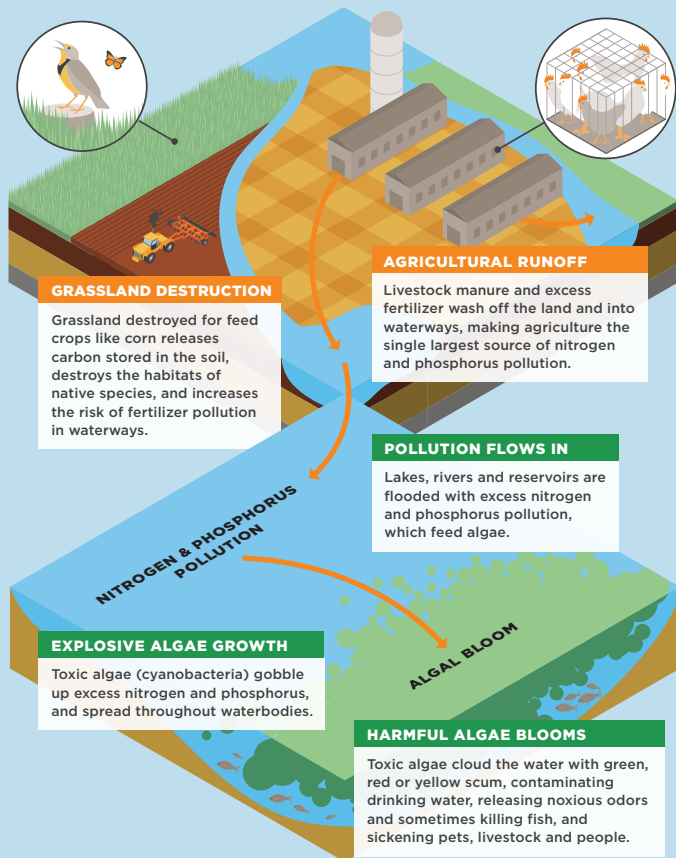 GRASSLAND DESTRUCTION
Grassland destroyed for feed
crops like corn releases
carbon stored in the soil,
destroys the habitats of
native species, and increases
the risk of fertilizer pollution
in waterways.
AGRICULTURAL RUNOFF
Livestock manure and excess
fertilizer wash off the land and into
waterways, making agriculture the
single largest source of nitrogen
and phosphorus pollution.
POLLUTION FLOWS IN
Lakes, rivers and reservoirs are
flooded with excess nitrogen
and phosphorus pollution,
which feed algae.
NITROGEN & PHOSPHORUS
POLLUTION
ALGAL BLOOM
EXPLOSIVE ALGAE GROWTH
Toxic algae (cyanobacteria) gobble
up excess nitrogen and phosphorus,
and spread throughout waterbodies.
HARMFUL ALGAE BLOOMS
Toxic algae cloud the water with green,
red or yellow scum, contaminating
drinking water, releasing noxious odors
and sometimes killing fish, and
sickening pets, livestock and people.